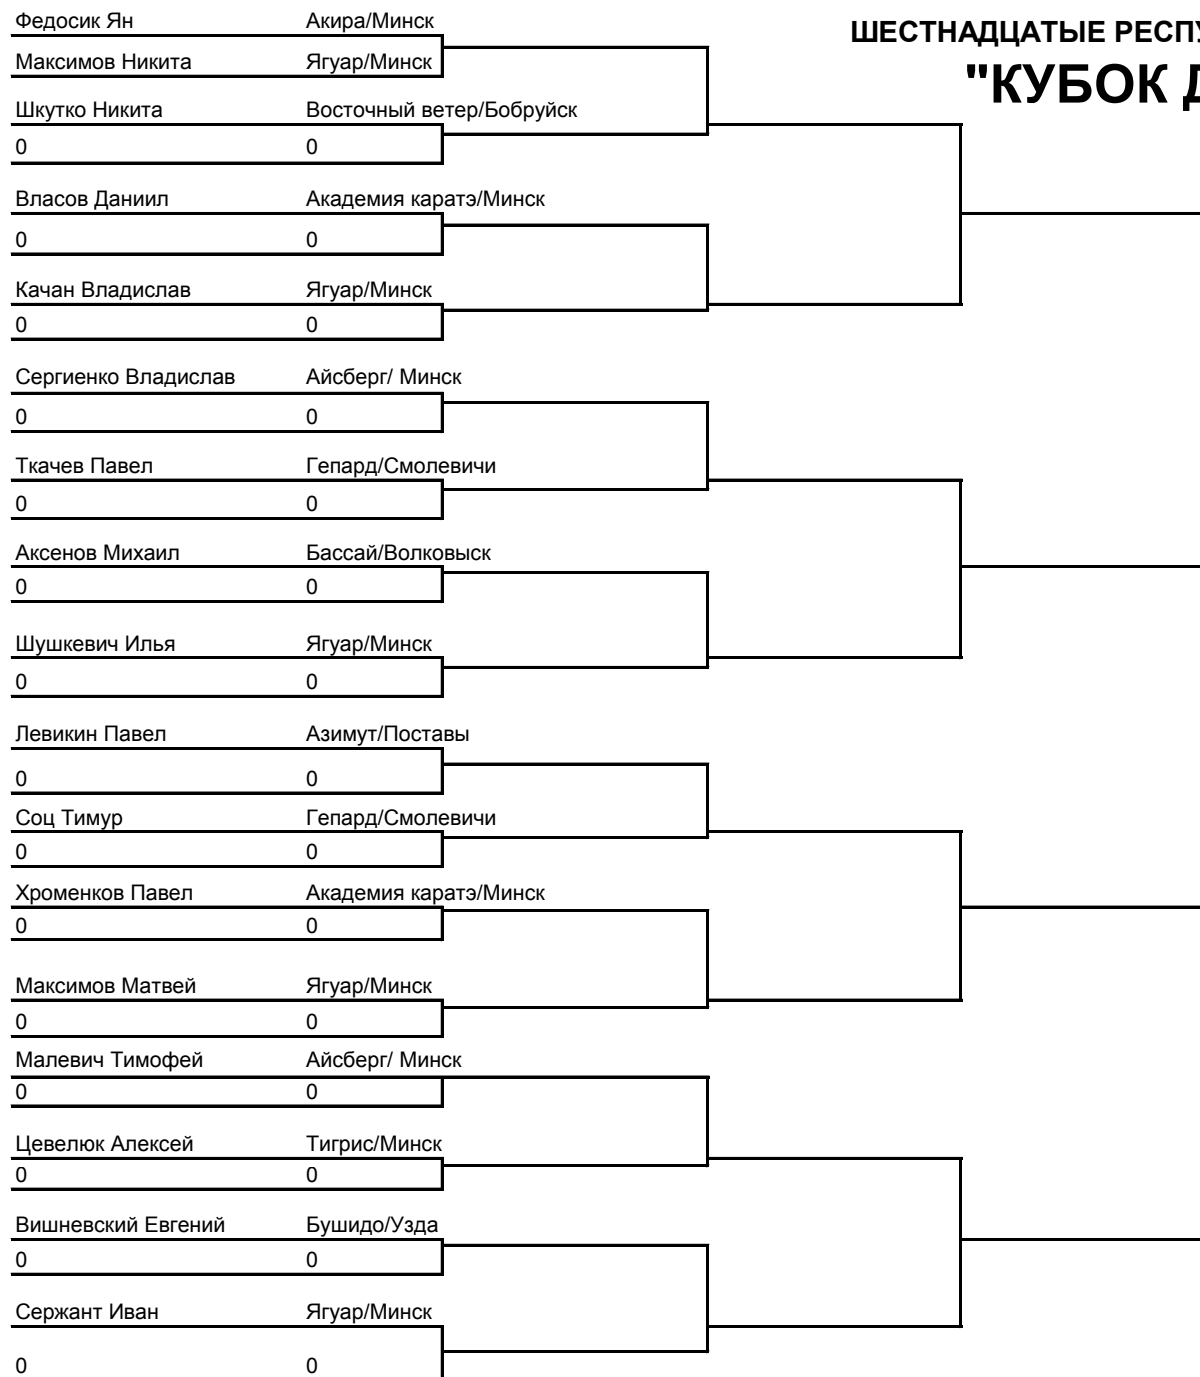 Федосик Ян Акира/Минск
ШЕСТНАДЦАТЫЕ РЕСПУ
Максимов Никита Ягуар/Минск
"КУБОК Д
Шкутко Никита Восточный ветер/Бобруйск
0 0
Власов Даниил Академия каратэ/Минск
0 0
Качан Владислав Ягуар/Минск
0 0
Сергиенко Владислав Айсберг/ Минск
0 0
Ткачев Павел Гепард/Смолевичи
0 0
Аксенов Михаил Бассай/Волковыск
0 0
Шушкевич Илья Ягуар/Минск
0 0
Левикин Павел Азимут/Поставы
0 0
Соц Тимур Гепард/Смолевичи
0 0
Хроменков Павел Академия каратэ/Минск
0 0
Максимов Матвей Ягуар/Минск
0 0
Малевич Тимофей Айсберг/ Минск
0 0
Цевелюк Алексей Тигрис/Минск
0 0
Вишневский Евгений Бушидо/Узда
0 0
Сержант Иван Ягуар/Минск
0 0